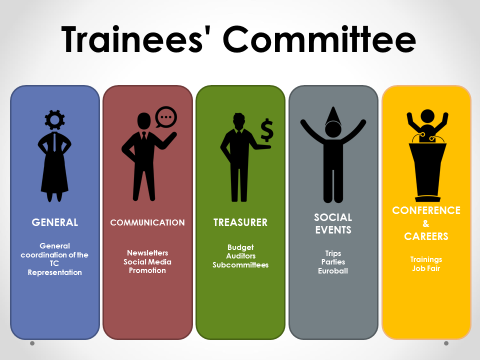 Trainees' Committee
GENERAL
General
coordination of the
TC
Representation
COMMUNICATION
Newsletters
Social Media
Promotion
$
TREASURER
Budget
Auditors
Subcommittees
SOCIAL
EVENTS
Trips
Parties
Euroball
CONFERENCE
&
CAREERS
Trainings
Job Fair